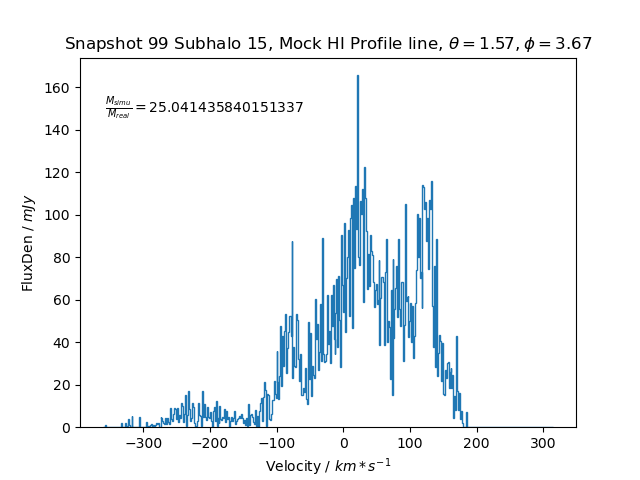 Snapshot 99 Subhalo 15, Mock HI Profile line, θ = 1.57, ϕ = 3.67
M_simu/M_real = 25.041435840151337
FluxDen / mJy
160
140
120
100
80
60
40
20
0
−300 −200 −100 0 100 200 300
Velocity / km * s⁻¹